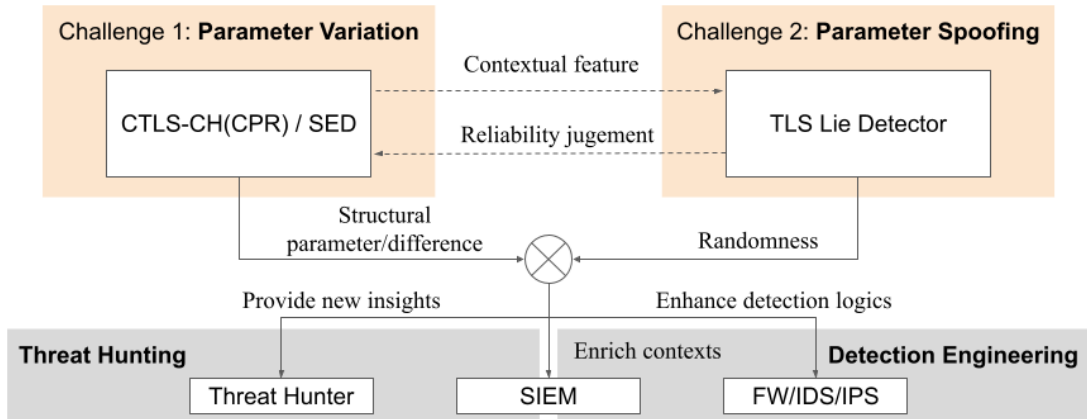 Challenge 1: Parameter Variation
Challenge 2: Parameter Spoofing
Contextual feature
CTLS-CH(CPR) / SED
TLS Lie Detector
Reliability jugement
Structural
parameter/difference
Randomness
Provide new insights
Enhance detection logics
Threat Hunting
Enrich contexts
Detection Engineering
Threat Hunter
SIEM
FW/IDS/IPS